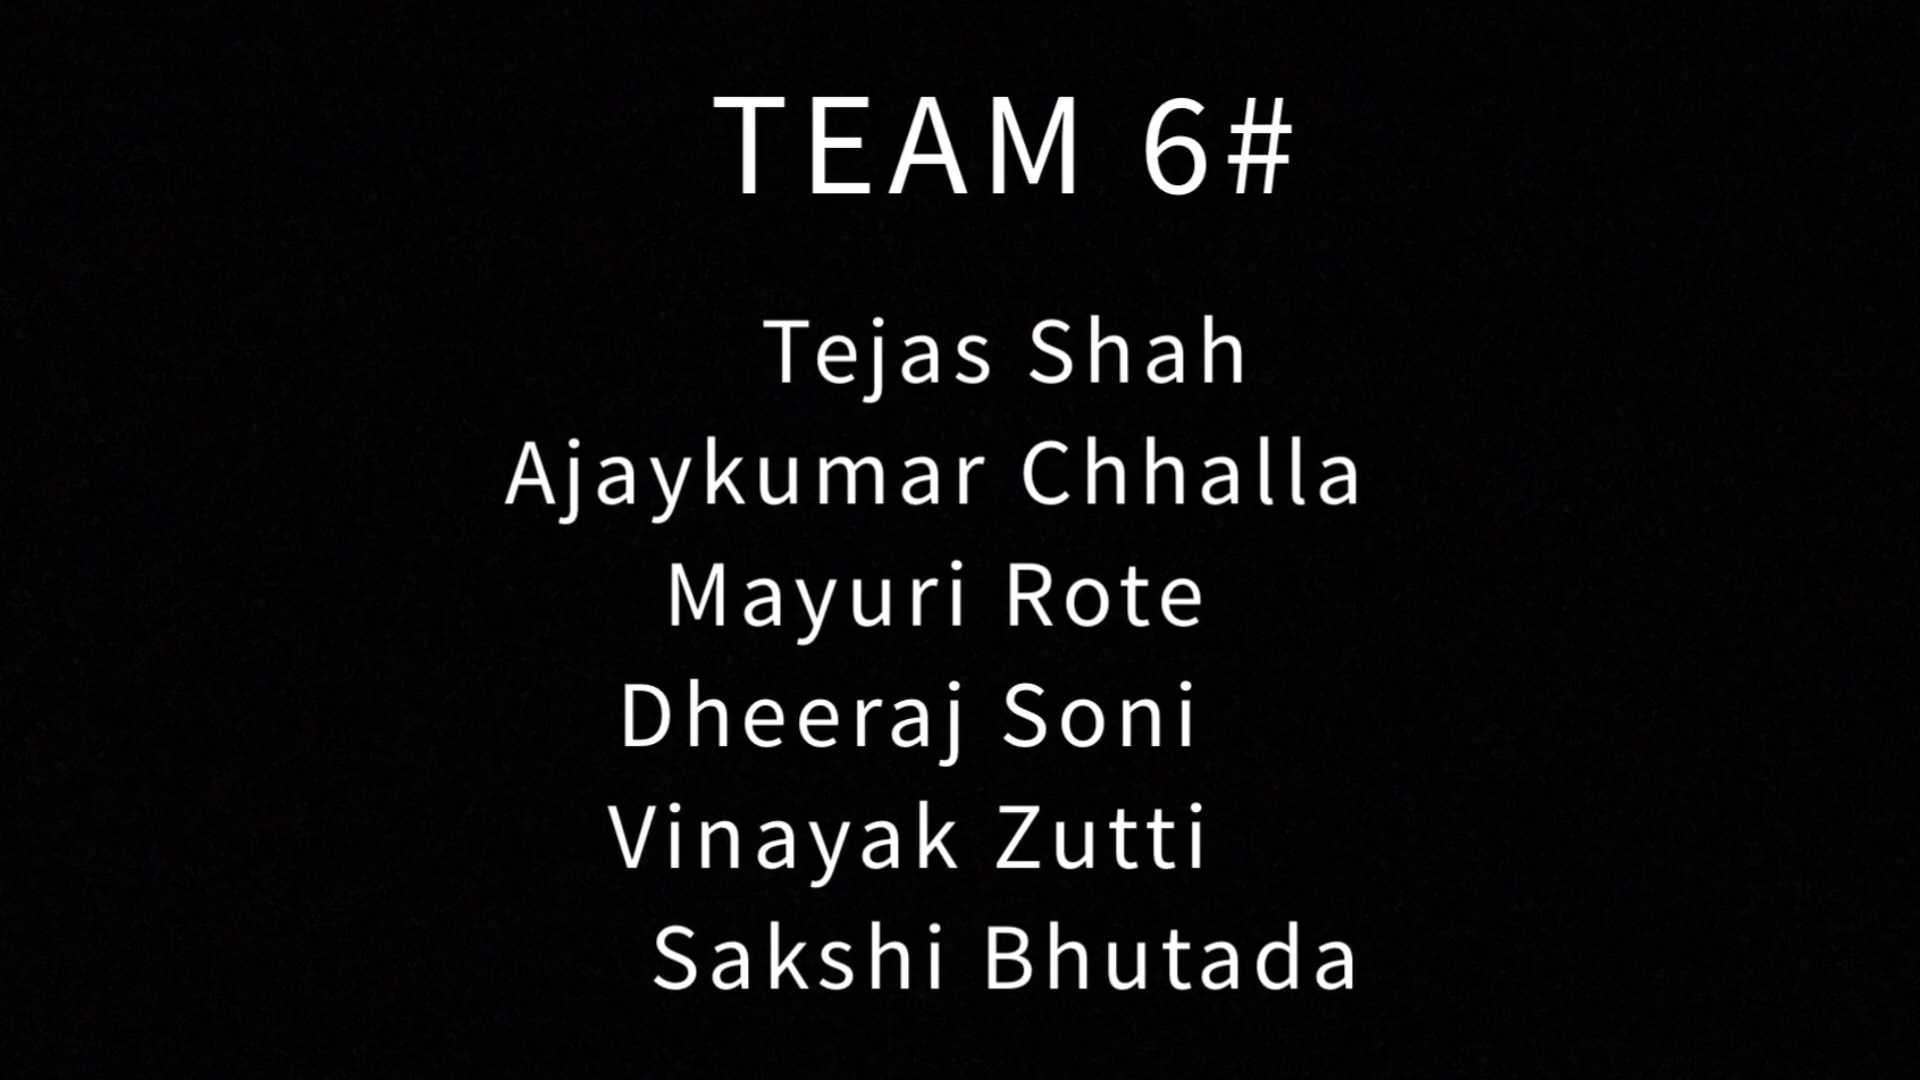 TEAM 6#
Tejas Shah
Ajaykumar Chhalla
Mayuri Rote
Dheeraj Soni
Vinayak Zutti
Sakshi Bhutada